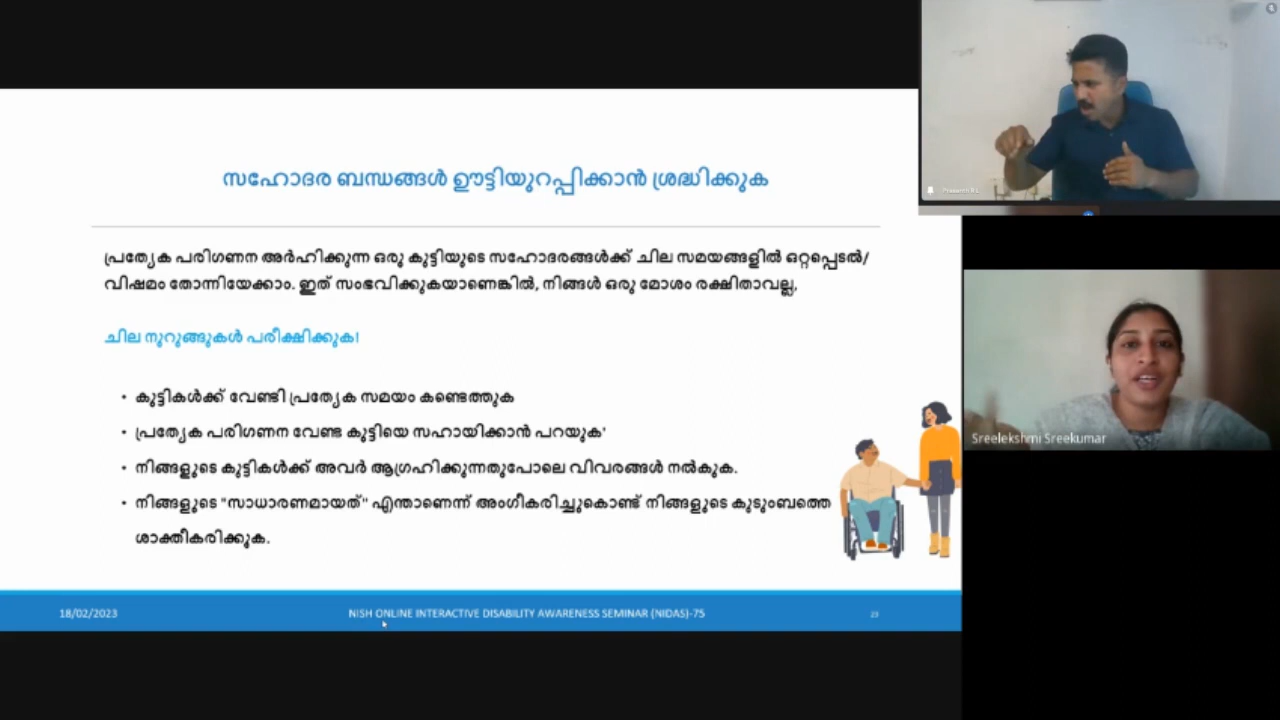 സഹോദര ബന്ധങ്ങൾ ഊട്ടിയുറപ്പിക്കാൻ ശ്രദ്ധിക്കുക
പ്രത്യേക പരിഗണന അർഹിക്കുന്ന ഒരു കുട്ടിയുടെ സഹോദരങ്ങൾക്ക് ചില സമയങ്ങളിൽ ഒറ്റപ്പെടൽ/
വിഷമം തോന്നിയേക്കാം. ഇത് സംഭവിക്കുകയാണെങ്കിൽ, നിങ്ങൾ ഒരു മോശം രക്ഷിതാവല്ല,
ചില നുറുങ്ങുകൾ പരീക്ഷിക്കുക!
• കുട്ടികൾക്ക് വേണ്ടി പ്രത്യേക സമയം കണ്ടെത്തുക
• പ്രത്യേക പരിഗണന വേണ്ട കുട്ടിയെ സഹായിക്കാൻ പറയുക'
• നിങ്ങളുടെ കുട്ടികൾക്ക് അവർ ആഗ്രഹിക്കുന്നതുപോലെ വിവരങ്ങൾ നൽകുക.
• നിങ്ങളുടെ "സാധാരണമായത്" എന്താണെന്ന് അംഗീകരിച്ചുകൊണ്ട് നിങ്ങളുടെ കുടുംബത്തെ
ശാക്തീകരിക്കുക.
18/02/2023
NISH ONLINE INTERACTIVE DISABILITY AWARENESS SEMINAR (NIDAS)-75
23
Sreelekshmi Sreekumar